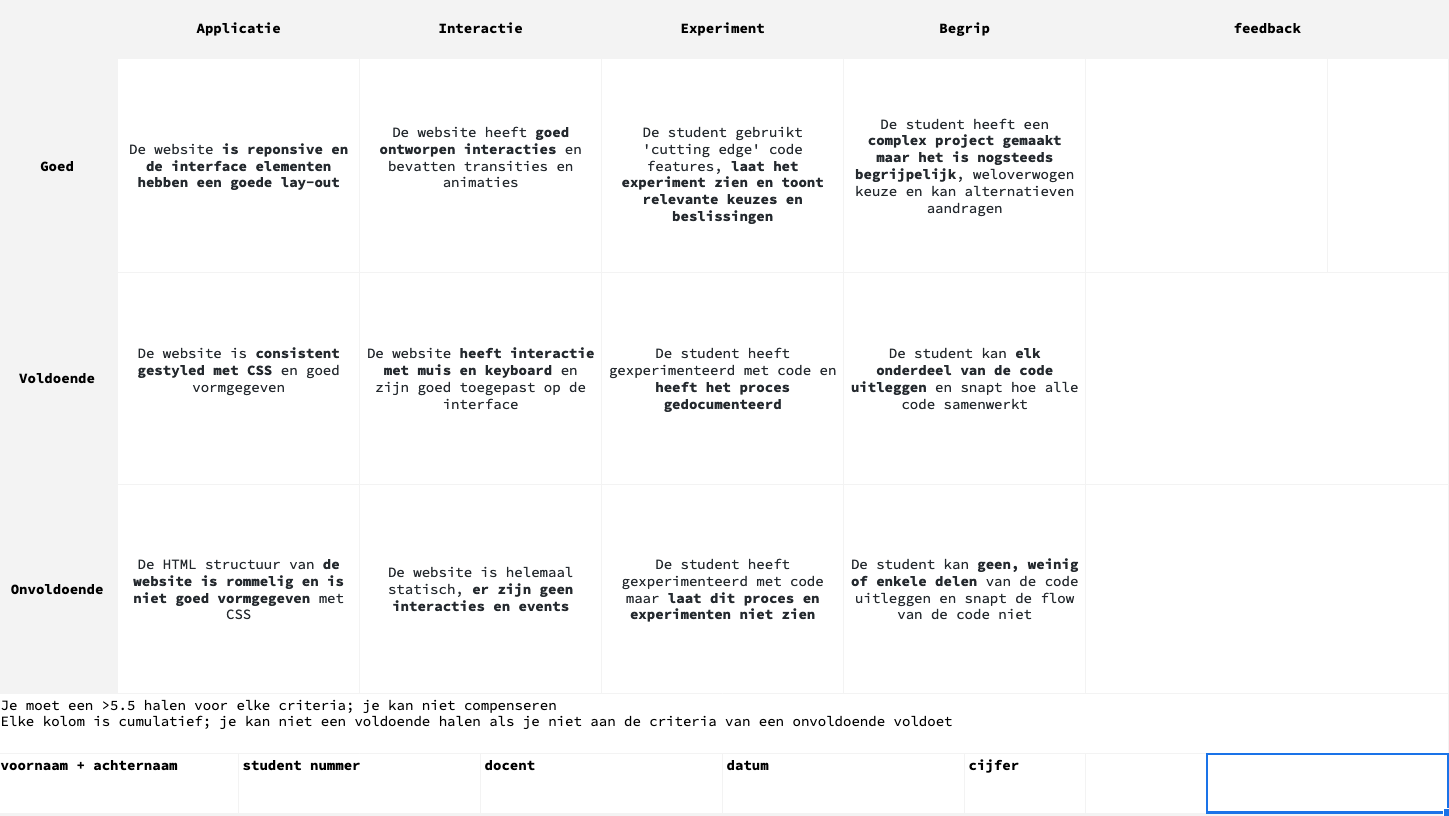 Applicatie
Interactie
Experiment
Begrip
feedback
Goed
De website is reponsive en
de interface elementen
hebben een goede lay-out
De website heeft goed
ontworpen interacties en
bevatten transities en
animaties
De student gebruikt
'cutting edge' code
features, laat het
experiment zien en toont
relevante keuzes en
beslissingen
De student heeft een
complex project gemaakt
maar het is nogsteeds
begrijpelijk, weloverwogen
keuze en kan alternatieven
aandragen
Voldoende
De website is consistent
gestyled met CSS en goed
vormgegeven
De website heeft interactie
met muis en keyboard en
zijn goed toegepast op de
interface
De student heeft
gexperimenteerd met code en
heeft het proces
gedocumenteerd
De student kan elk
onderdeel van de code
uitleggen en snapt hoe alle
code samenwerkt
Onvoldoende
De HTML structuur van de
website is rommelig en is
niet goed vormgegeven met
CSS
De website is helemaal
statisch, er zijn geen
interacties en events
De student heeft
gexperimenteerd met code
maar laat dit proces en
experimenten niet zien
De student kan geen, weinig
of enkele delen van de code
uitleggen en snapt de flow
van de code niet
Je moet een >5.5 halen voor elke criteria; je kan niet compenseren
Elke kolom is cumulatief; je kan niet een voldoende halen als je niet aan de criteria van een onvoldoende voldoet
voornaam + achternaam
student nummer
docent
datum
cijfer